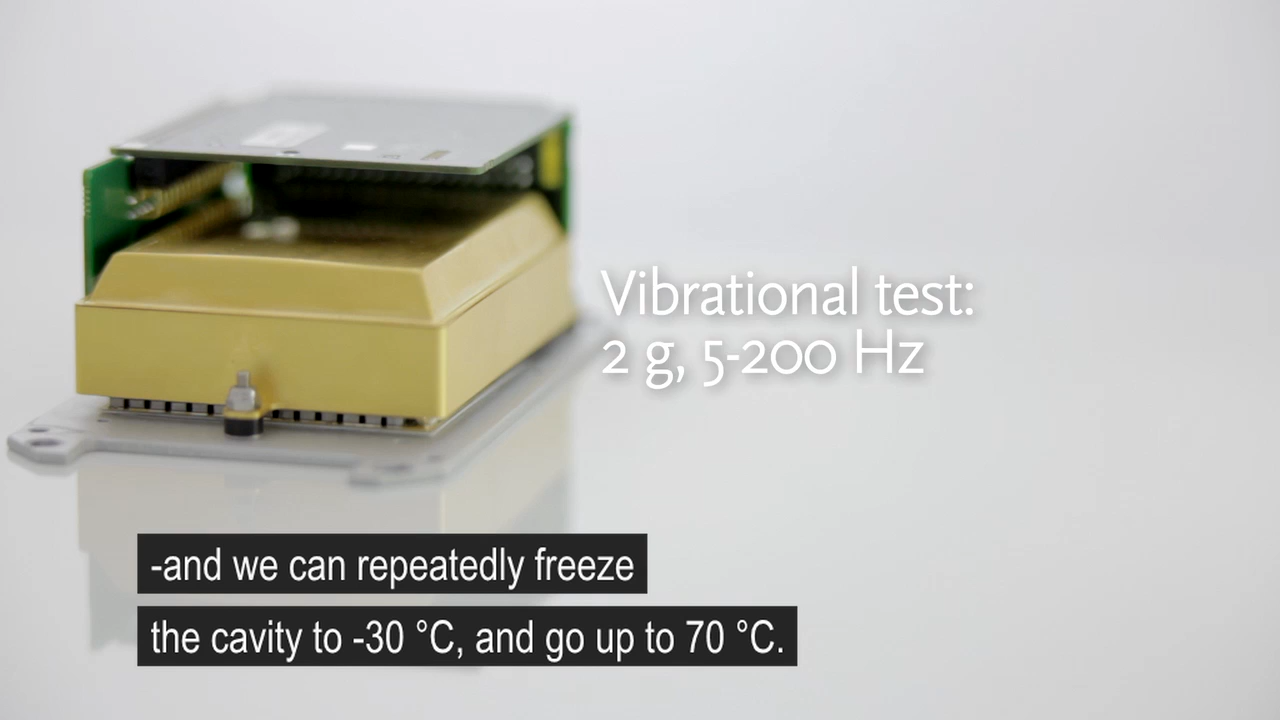 Vibrational test:
2 g, 5-200 Hz
-and we can repeatedly freeze
the cavity to -30 °C, and go up to 70 °C.